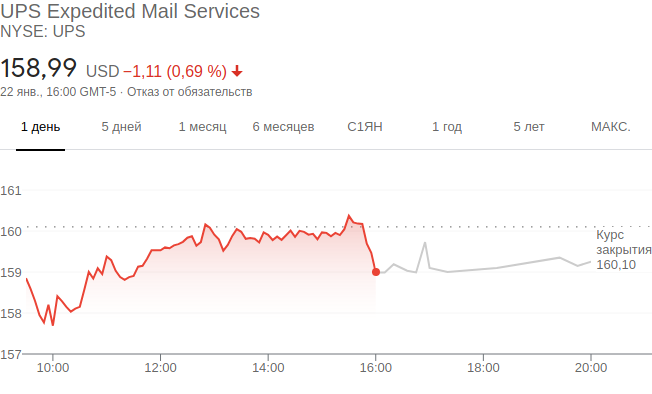 UPS Expedited Mail Services
NYSE: UPS
158,99 USD −1,11 (0,69 %)
22 янв., 16:00 GMT-5 · Отказ от обязательств
1 день 5 дней 1 месяц 6 месяцев С1ЯН 1 год 5 лет МАКС.
161
160
Курс
закрытия
159
160,10
158
157
10:00 12:00 14:00 16:00 18:00 20:00